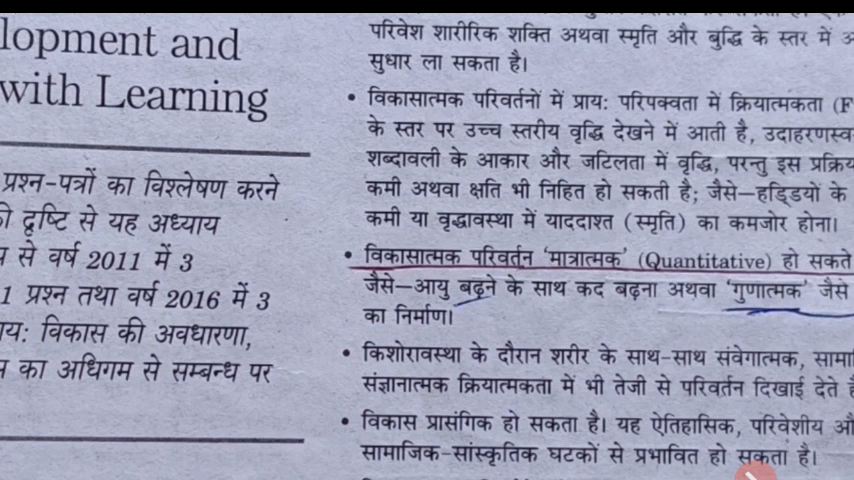 lopment and
with Learning
प्रश्न-पत्रों का विश्लेषण करने
दृष्टि से यह अध्याय
से वर्ष 2011 में 3
1 प्रश्न तथा वर्ष 2016 में 3
विकास की अवधारणा,
का अधिगम से सम्बन्ध पर
परिवेश शारीरिक शक्ति अथवा स्मृति और बुद्धि के स्तर में
सुधार ला सकता है।
• विकासात्मक परिवर्तनों में प्राय: परिपक्वता में क्रियात्मकता (F
के स्तर पर उच्च स्तरीय वृद्धि देखने में आती है, उदाहरणस्व
शब्दावली के आकार और जटिलता में वृद्धि, परन्तु इस प्रक्रिय
कमी अथवा क्षति भी निहित हो सकती है; जैसे—हड्डियों के
कमी या वृद्धावस्था में याददाश्त (स्मृति) का कमजोर होना।
• विकासात्मक परिवर्तन ‘मात्रात्मक’ (Quantitative) हो सकते
जैसे—आयु बढ़ने के साथ कद बढ़ना अथवा ‘गुणात्मक’ जैसे
का निर्माण।
• किशोरावस्था के दौरान शरीर के साथ-साथ संवेगात्मक, सामा
संज्ञानात्मक क्रियात्मकता में भी तेजी से परिवर्तन दिखाई देते
• विकास प्रासंगिक हो सकता है। यह ऐतिहासिक, परिवेशीय औ
सामाजिक-सांस्कृतिक घटकों से प्रभावित हो सकता है।